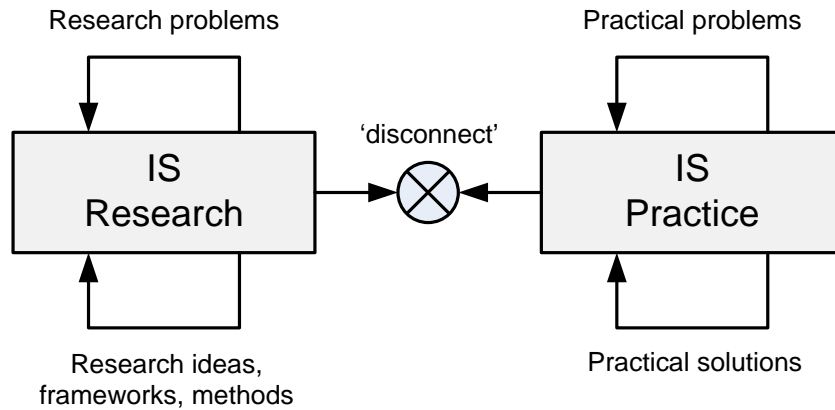 Research problems
Practical problems
‘disconnect’
IS
Research
IS
Practice
Research ideas,
frameworks, methods
Practical solutions